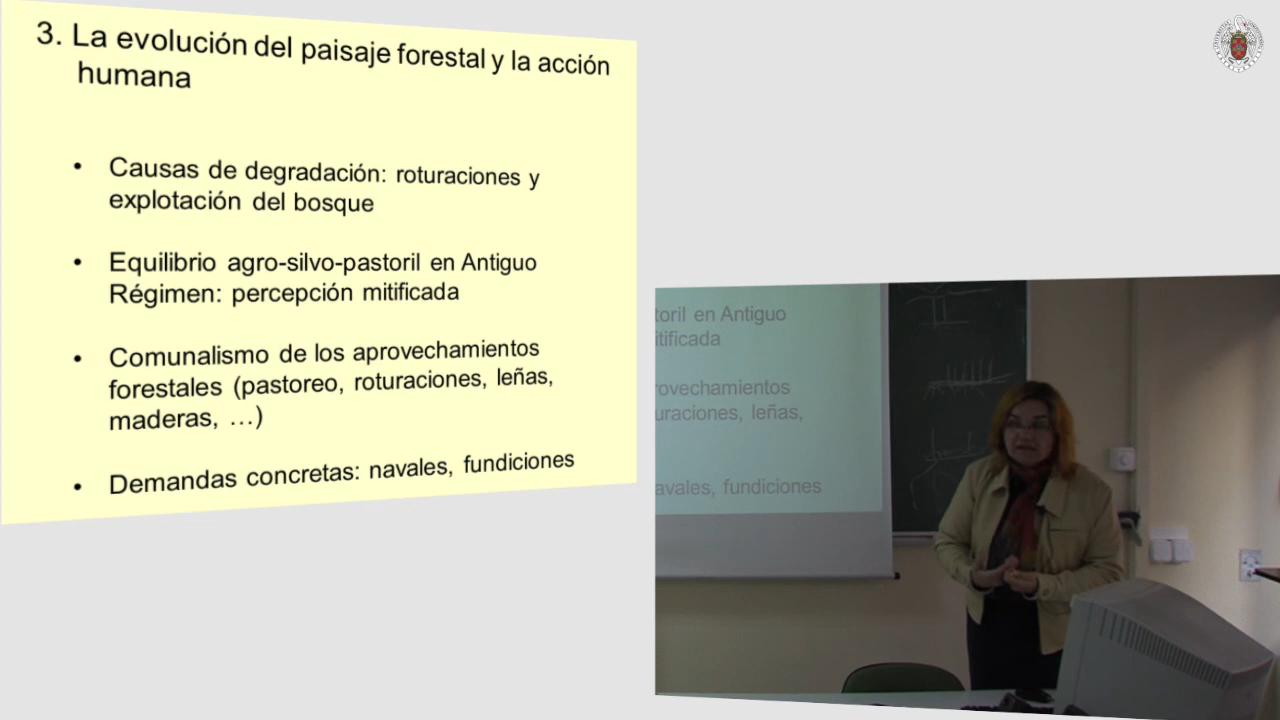 3. La evolución del paisaje forestal y la acción
humana
• Causas de degradación: roturaciones y
explotación del bosque
• Equilibrio agro-silvo-pastoril en Antiguo
Régimen: percepción mitificada
• Comunalismo de los aprovechamientos
forestales (pastoreo, roturaciones, leñas,
maderas, …)
• Demandas concretas: navales, fundiciones
toril en Antiguo
itificada
rovechamientos
uraciones, leñas,
avales, fundiciones